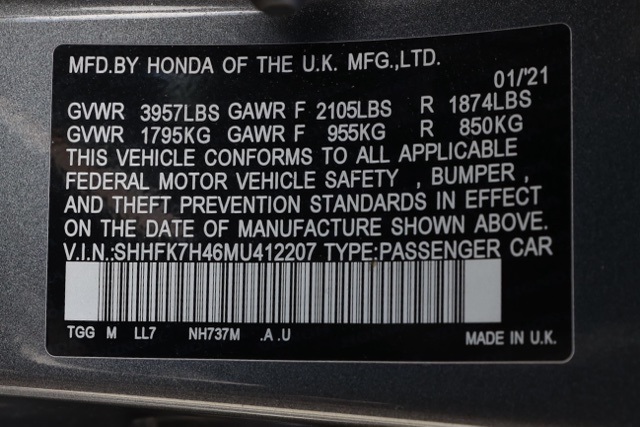 MFD.BY HONDA OF THE U.K. MFG.,LTD.
01/'21
GVWR 3957LBS GAWR F 2105LBS R 1874LBS
GVWR 1795KG GAWR F 955KG R 850KG
THIS VEHICLE CONFORMS TO ALL APPLICABLE
FEDERAL MOTOR VEHICLE SAFETY , BUMPER ,
AND THEFT PREVENTION STANDARDS IN EFFECT
ON THE DATE OF MANUFACTURE SHOWN ABOVE.
V.I.N.:SHHFK7H46MU412207 TYPE:PASSENGER CAR
TGG M LL7 NH737M .A .U
MADE IN U.K.